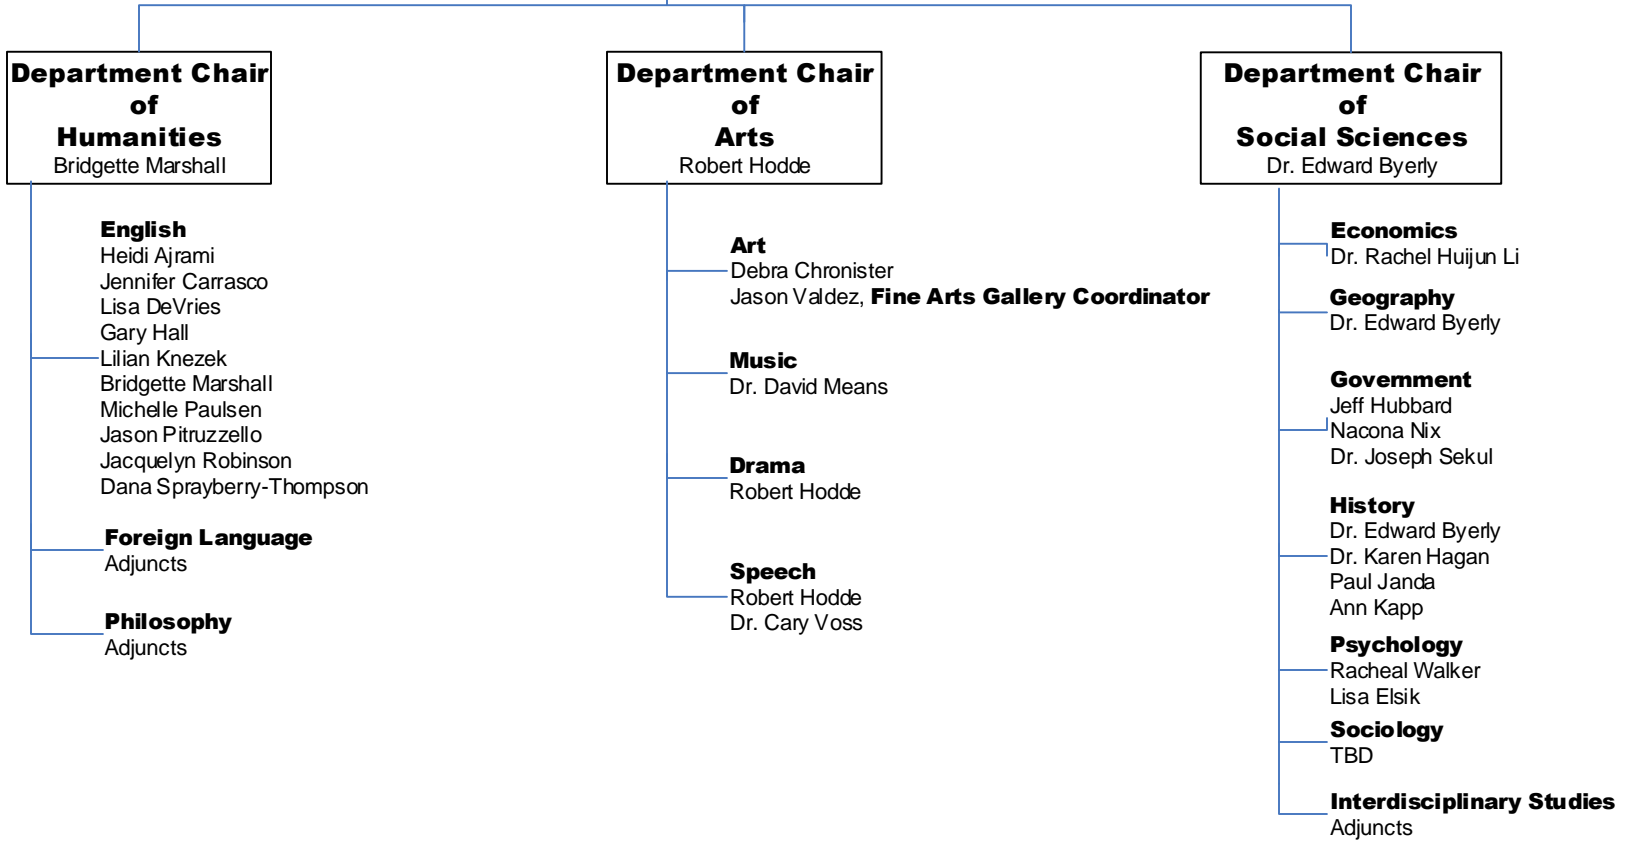 Department Chair
of
Humanities
Bridgette Marshall
English
Heidi Ajrami
Jennifer Carrasco
Lisa DeVries
Gary Hall
Lilian Knezek
Bridgette Marshall
Michelle Paulsen
Jason Pitruzzello
Jacquelyn Robinson
Dana Sprayberry-Thompson
Foreign Language
Adjuncts
Philosophy
Adjuncts
Department Chair
of
Arts
Robert Hodde
Art
Debra Chronister
Jason Valdez, Fine Arts Gallery Coordinator
Music
Dr. David Means
Drama
Robert Hodde
Speech
Robert Hodde
Dr. Cary Voss
Department Chair
of
Social Sciences
Dr. Edward Byerly
Economics
Dr. Rachel Huijun Li
Geography
Dr. Edward Byerly
Government
Jeff Hubbard
Nacona Nix
Dr. Joseph Sekul
History
Dr. Edward Byerly
Dr. Karen Hagan
Paul Janda
Ann Kapp
Psychology
Racheal Walker
Lisa Elsik
Sociology
TBD
Interdisciplinary Studies
Adjuncts